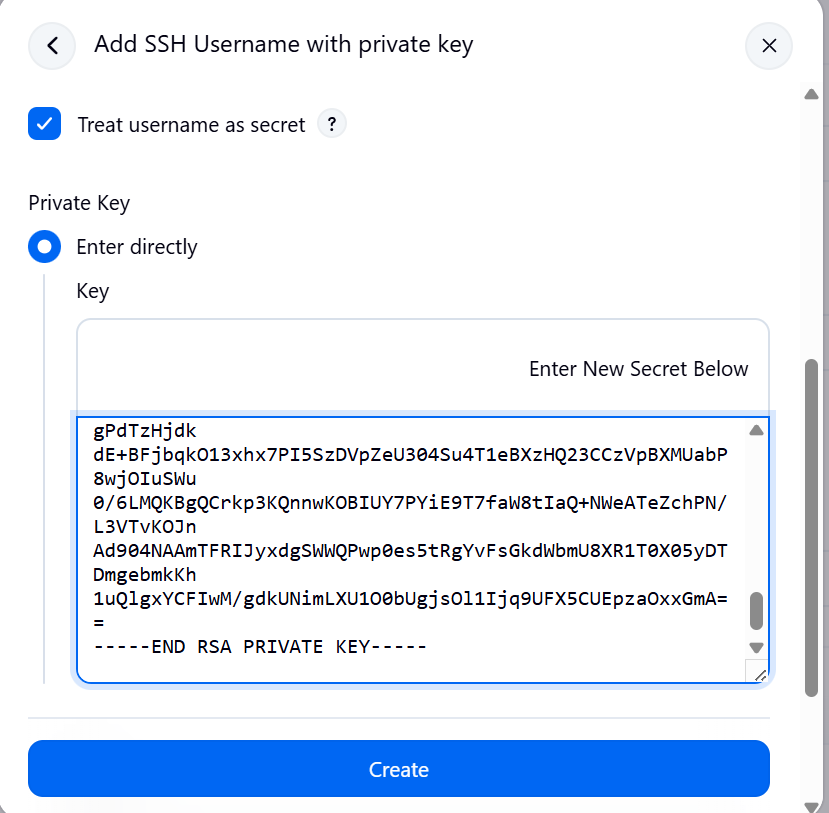 Add SSH Username with private key
Treat username as secret ?
Private Key
Enter directly
Key
Enter New Secret Below
gPdTzHjdk
dE+BFjbqkO13xhx7PI5SzDVpZeU304Su4T1eBXzHQ23CCzVpBXMUabP
8wjOIuSWu
0/6LMQKBgQCrkp3KQnnwKOBIUY7PYiE9T7faW8tIaQ+NWeATeZchPN/
L3VTvKOJn
Ad904NAAmTFRIJyxdgSWWQPwp0es5tRgYvFsGkdWbmU8XR1T0X05yDT
DmgebmkKh
1uQlgxYCFIwM/gdkUNimLXU1O0bUgjsOl1Ijq9UFX5CUEpzaOxxGmA=
=
-----END RSA PRIVATE KEY-----
Create